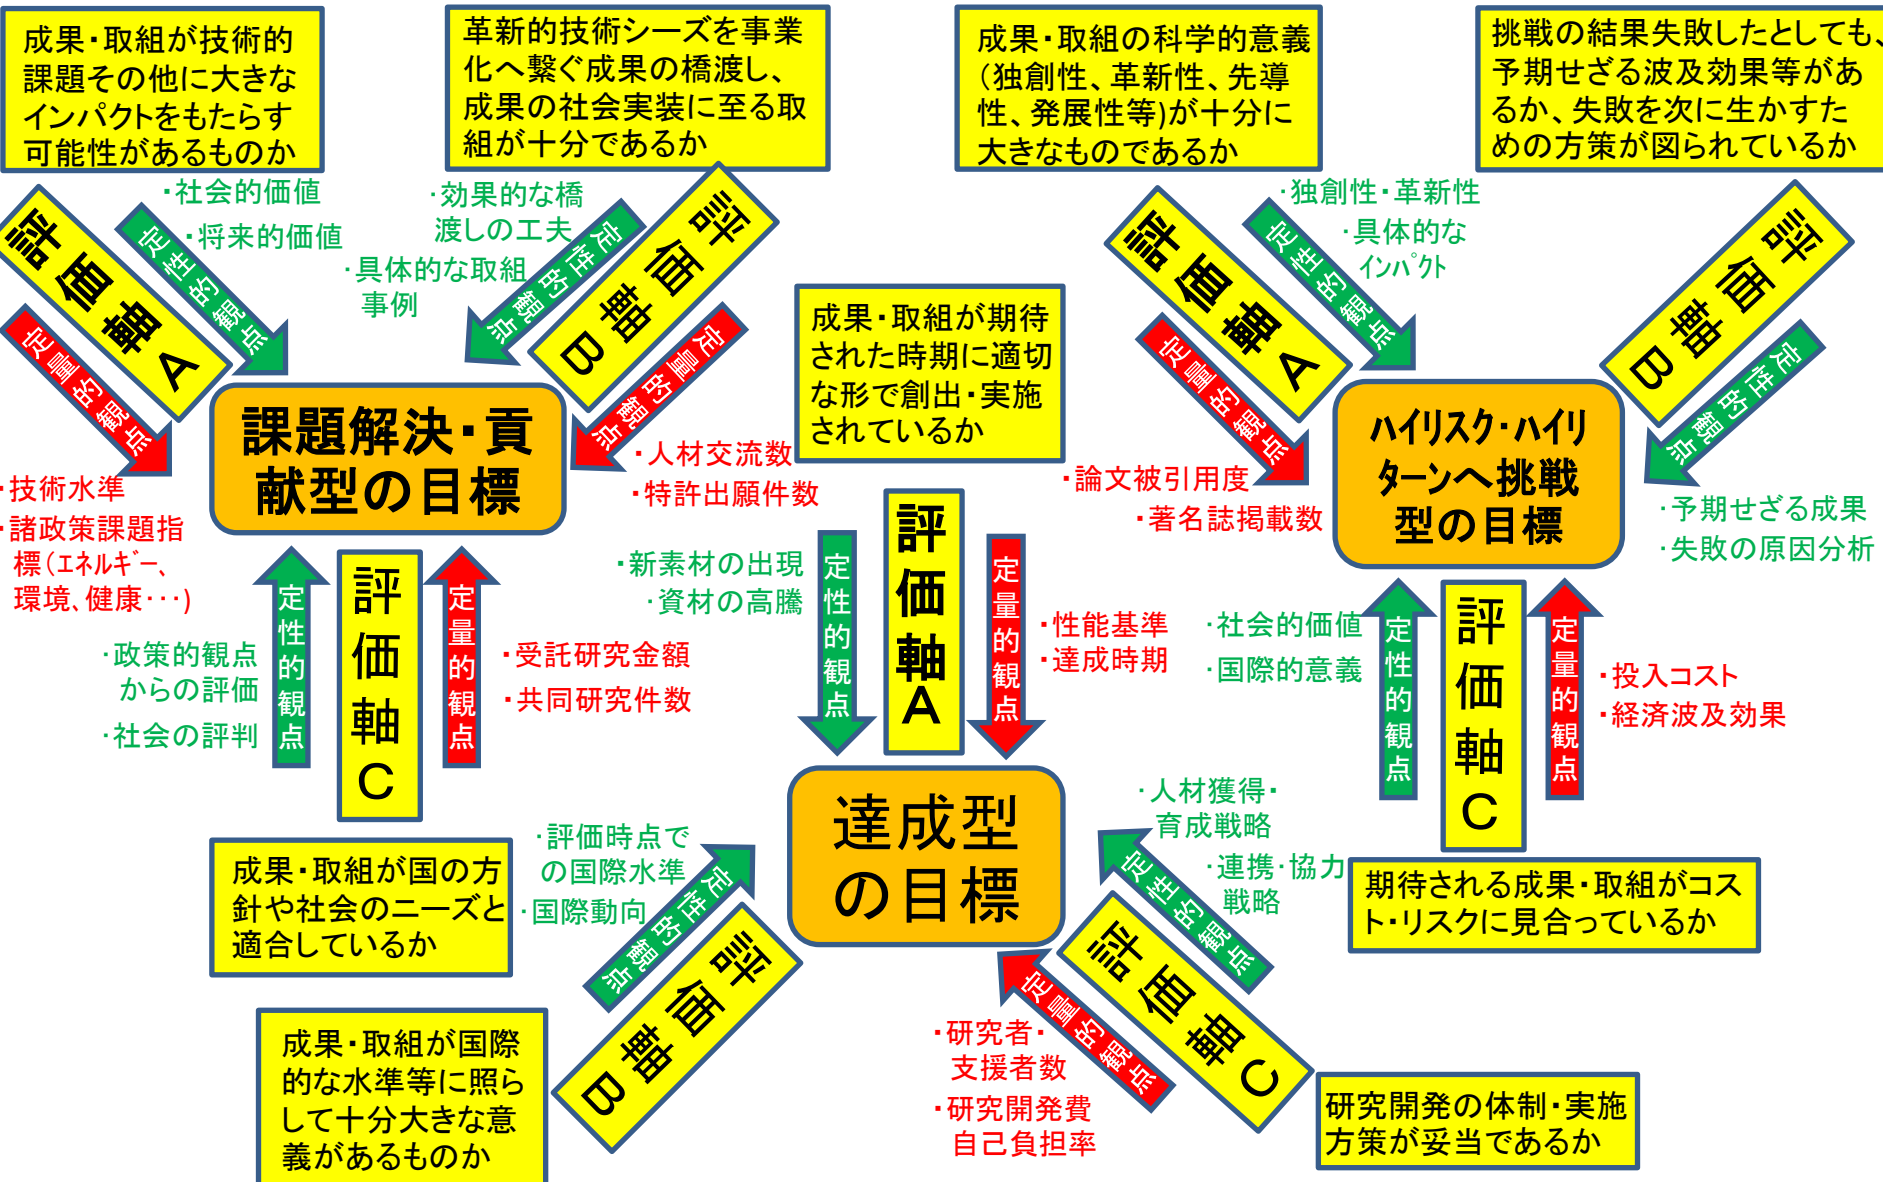 成果・取組が技術的
課題その他に大きな
インパクトをもたらす
可能性があるものか
革新的技術シーズを事業
化へ繋ぐ成果の橋渡し、
成果の社会実装に至る取
組が十分であるか
成果・取組の科学的意義
(独創性、革新性、先導
性、発展性等)が十分に
大きなものであるか
挑戦の結果失敗したとしても、
予期せざる波及効果等があ
るか、失敗を次に生かすた
めの方策が図られているか
評価軸A
定性的観点
・社会的価値
・将来的価値
定量的観点
・技術水準
・諸政策課題指
標(エネルギー、
環境、健康・・・)
評価軸B
定性的観点
・効果的な橋
渡しの工夫
・具体的な取組
事例
定量的観点
・人材交流数
・特許出願件数
課題解決・貢
献型の目標
評価軸C
定性的観点
・政策的観点
からの評価
・社会の評判
定量的観点
・受託研究金額
・共同研究件数
成果・取組が国の方
針や社会のニーズと
適合しているか
成果・取組が期待
された時期に適切
な形で創出・実施
されているか
評価軸A
定性的観点
・新素材の出現
・資材の高騰
定量的観点
・性能基準
・達成時期
達成型
の目標
評価軸B
定性的観点
・評価時点で
の国際水準
・国際動向
成果・取組が国際
的な水準等に照ら
して十分大きな意
義があるものか
評価軸C
定性的観点
・人材獲得・
育成戦略
・連携・協力
戦略
定量的観点
・研究者・
支援者数
・研究開発費
自己負担率
研究開発の体制・実施
方策が妥当であるか
評価軸A
定性的観点
・独創性・革新性
・具体的な
インパクト
定量的観点
・論文被引用度
・著名誌掲載数
評価軸B
定性的観点
・予期せざる成果
・失敗の原因分析
ハイリスク・ハイリ
ターンへ挑戦
型の目標
評価軸C
定性的観点
・社会的価値
・国際的意義
定量的観点
・投入コスト
・経済波及効果
期待される成果・取組がコス
ト・リスクに見合っているか